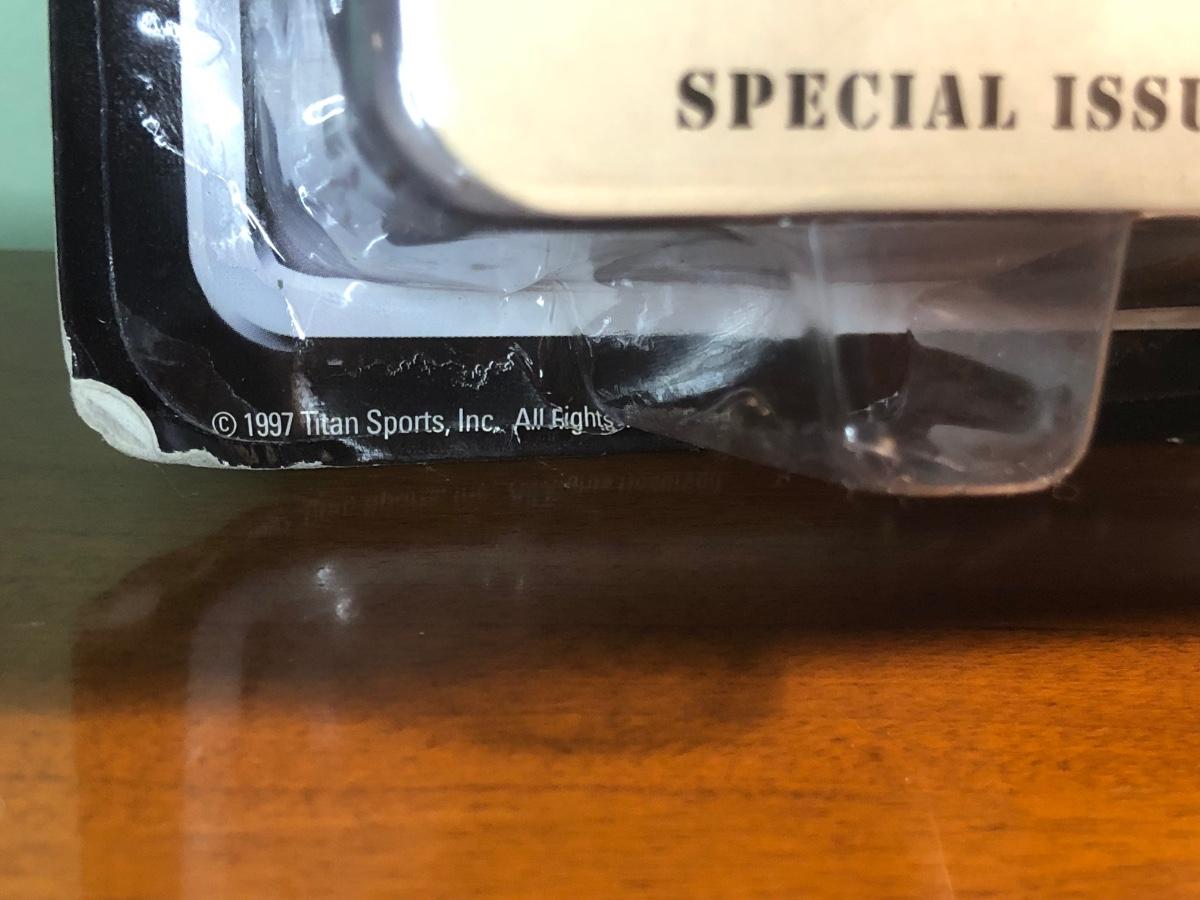 SPECIAL ISSU
© 1997 Titan Sports, Inc. All Rights